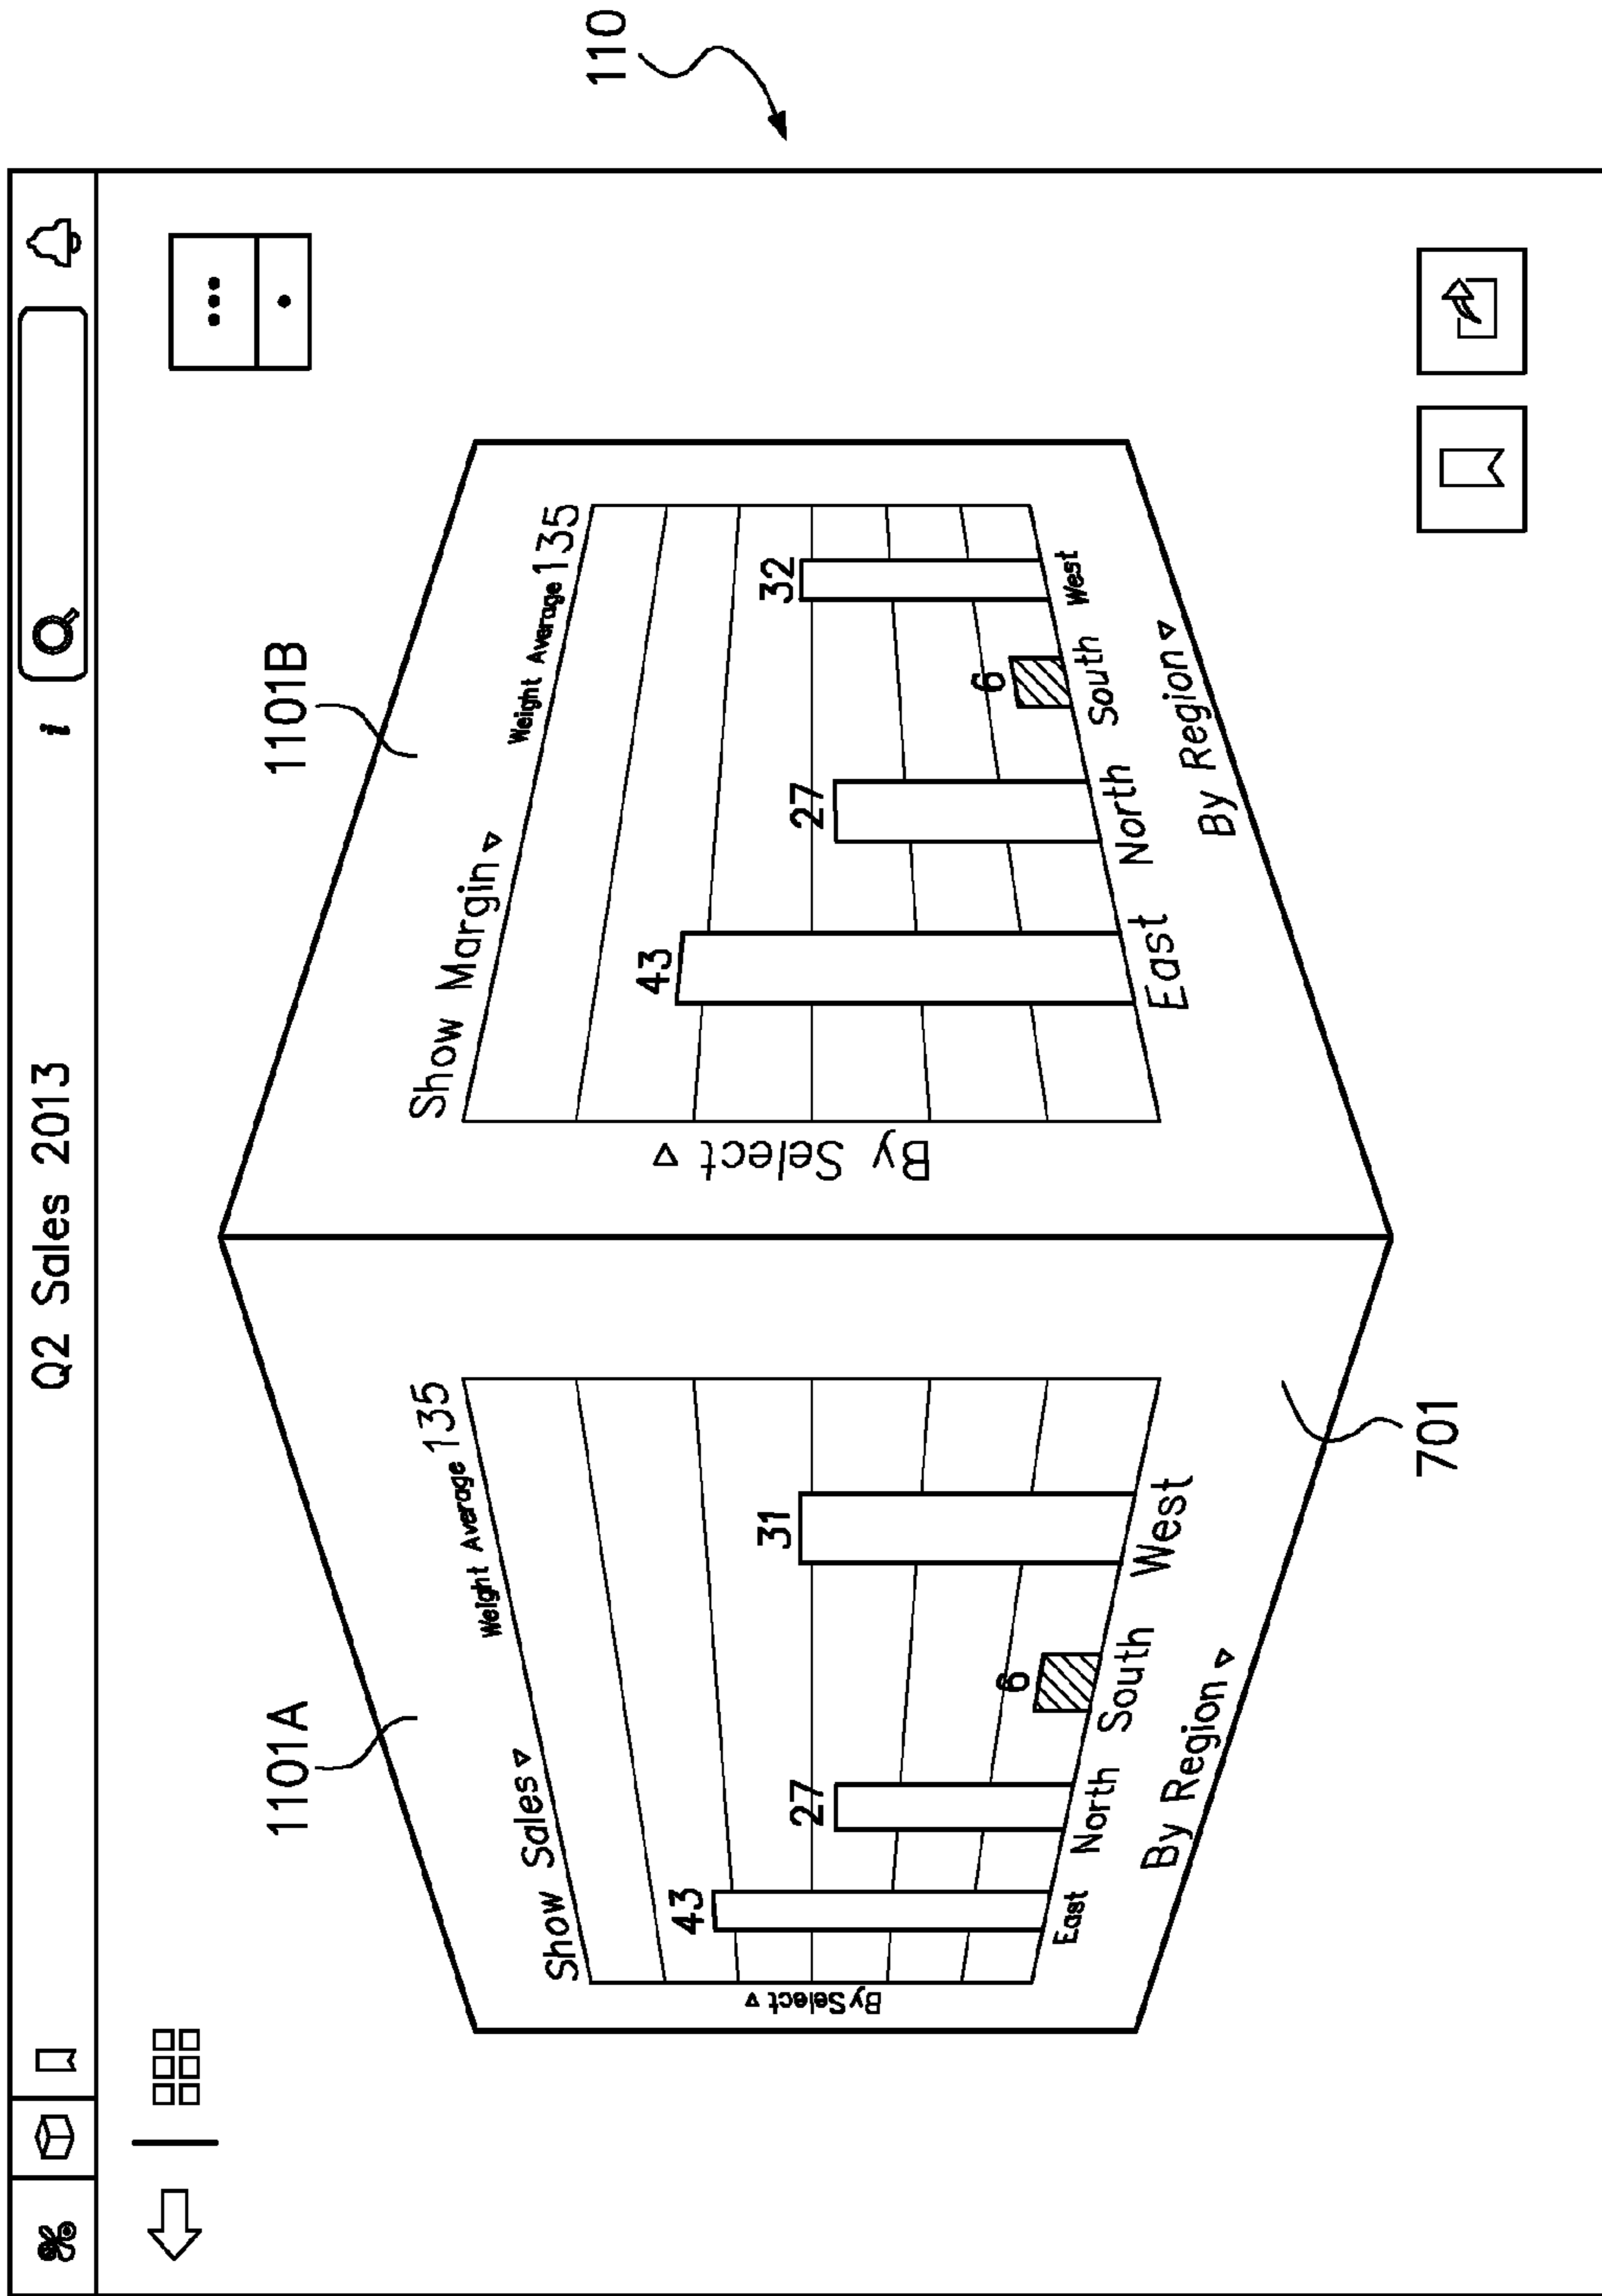 Q2 Sales 2013
i
110
1101A
1101B
Show Sales
Weight Average 135
By Select
43
27
6
31
East
North
South
West
By Region
Show Margin
Weight Average 135
By Select
43
27
6
32
East
North
South
West
By Region
701